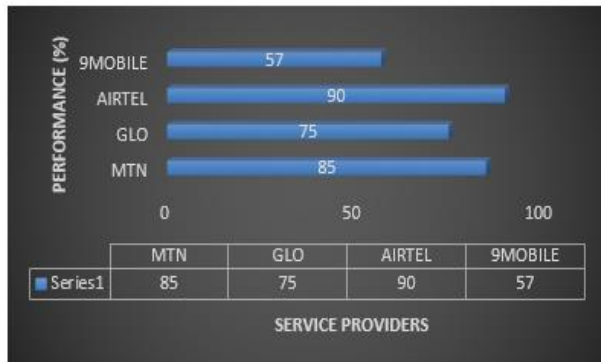 PERFORMANCE (%)
9MOBILE 57
AIRTEL 90
GLO 75
MTN 85
0 50 100
MTN GLO AIRTEL 9MOBILE
Series1 85 75 90 57
SERVICE PROVIDERS